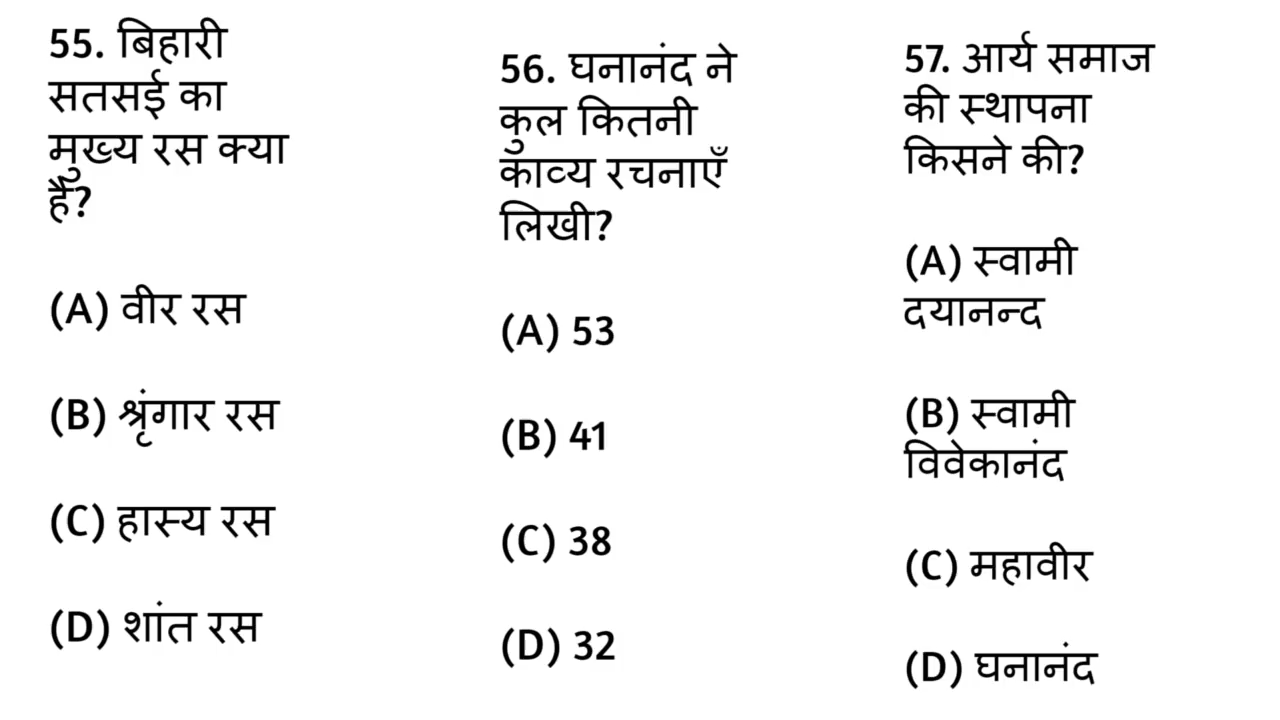 55. बिहारी
सतसई का
मुख्य रस क्या
है?
(A) वीर रस
(B) श्रृंगार रस
(C) हास्य रस
(D) शांत रस
56. घनानंद ने
कुल कितनी
काव्य रचनाएँ
लिखी?
(A) 53
(B) 41
(C) 38
(D) 32
57. आर्य समाज
की स्थापना
किसने की?
(A) स्वामी
दयानन्द
(B) स्वामी
विवेकानंद
(C) महावीर
(D) घनानंद